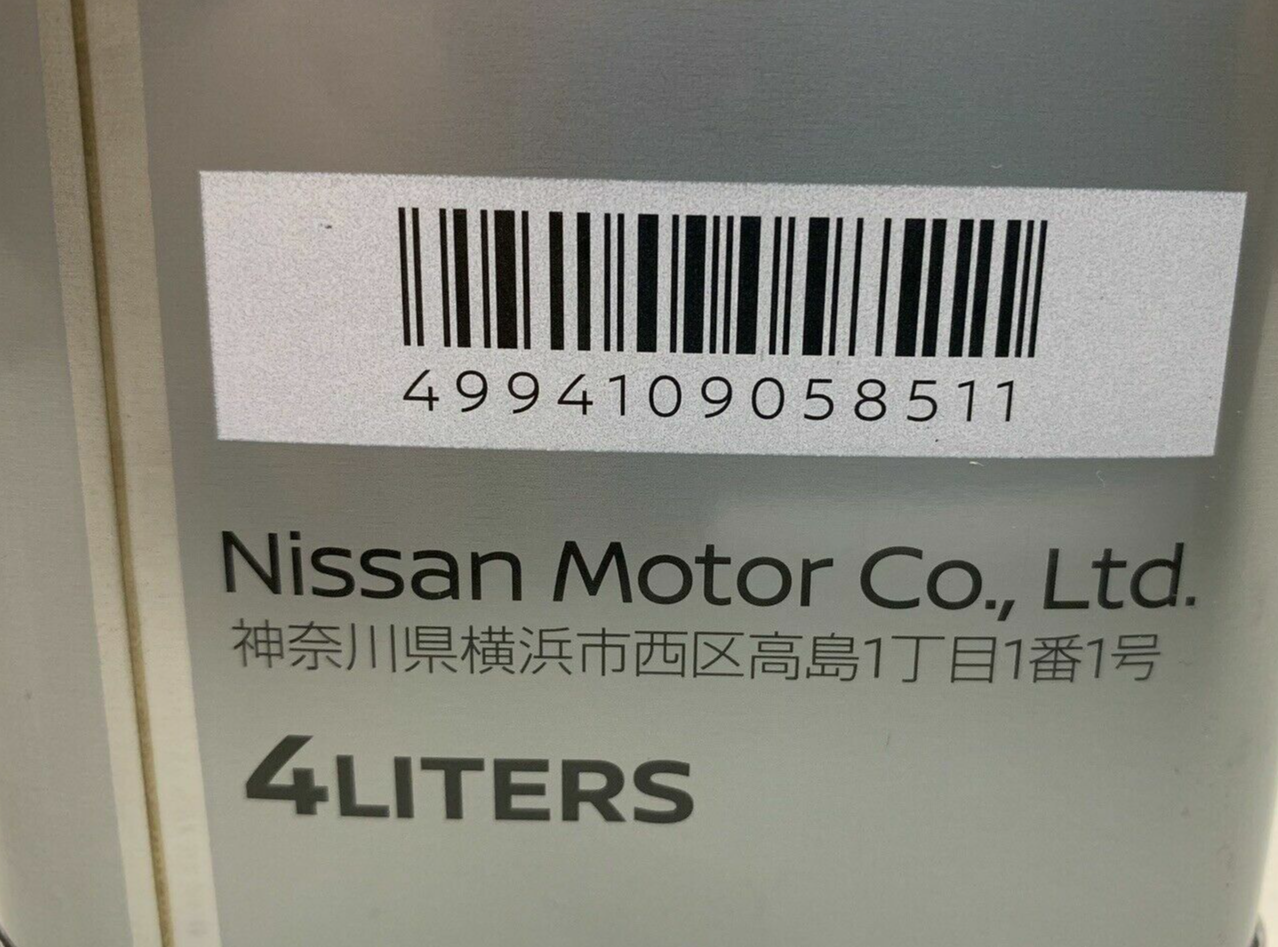 4994109058511
Nissan Motor Co., Ltd.
神奈川県横浜市西区高島1丁目1番1号
4LITERS